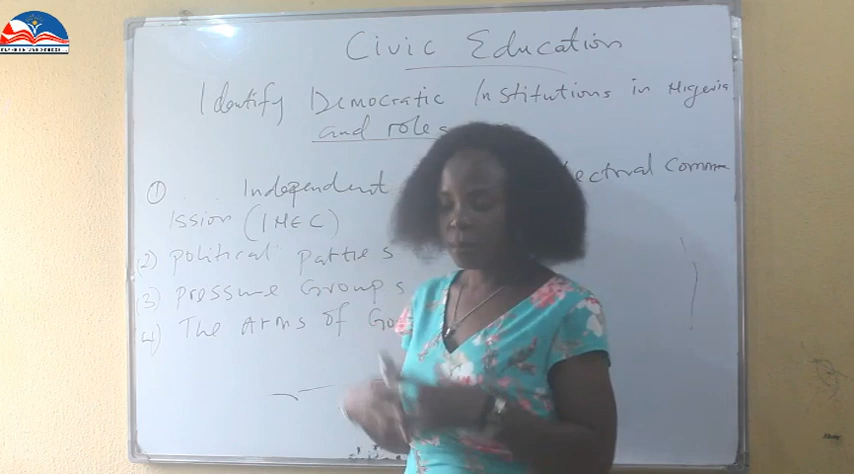 Civic Education
Identify Democratic Institutions in Nigeria
and roles
① Independent lectoral Comm
ission (INEC)
(2) Political Parties
(3) Pressure Groups
4) The Arms of Go